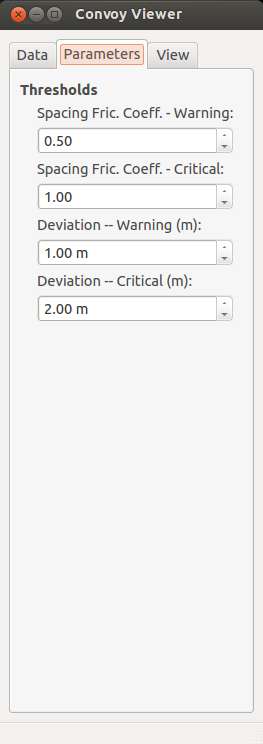 Convoy Viewer
Data Parameters View
Thresholds
Spacing Fric. Coeff. - Warning:
0.50
Spacing Fric. Coeff. - Critical:
1.00
Deviation -- Warning (m):
1.00 m
Deviation -- Critical (m):
2.00 m